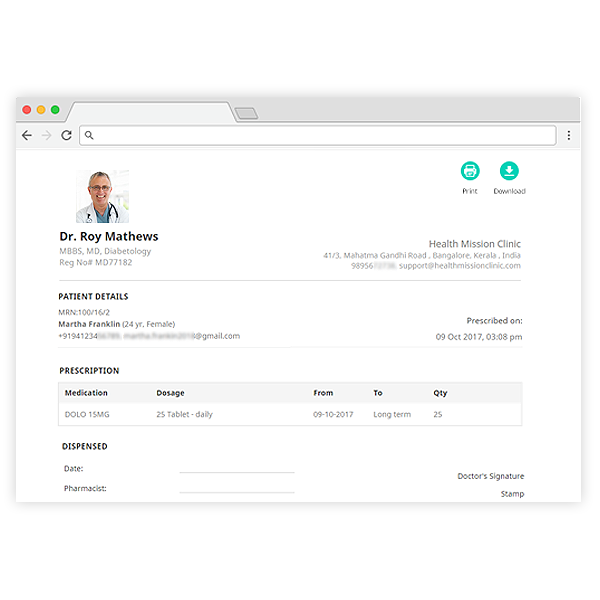 Print Download
Dr. Roy Mathews
MBBS, MD, Diabetology
Reg No# MD77182
Health Mission Clinic
41/3, Mahatma Gandhi Road , Bangalore, Kerala , India
98956 support@healthmissionclinic.com
PATIENT DETAILS
MRN:100/16/2
Martha Franklin (24 yr, Female)
+91941234 @gmail.com
Prescribed on:
09 Oct 2017, 03:08 pm
PRESCRIPTION
Medication Dosage From To Qty
DOLO 15MG 25 Tablet - daily 09-10-2017 Long term 25
DISPENSED
Date:
Pharmacist:
Doctor's Signature
Stamp